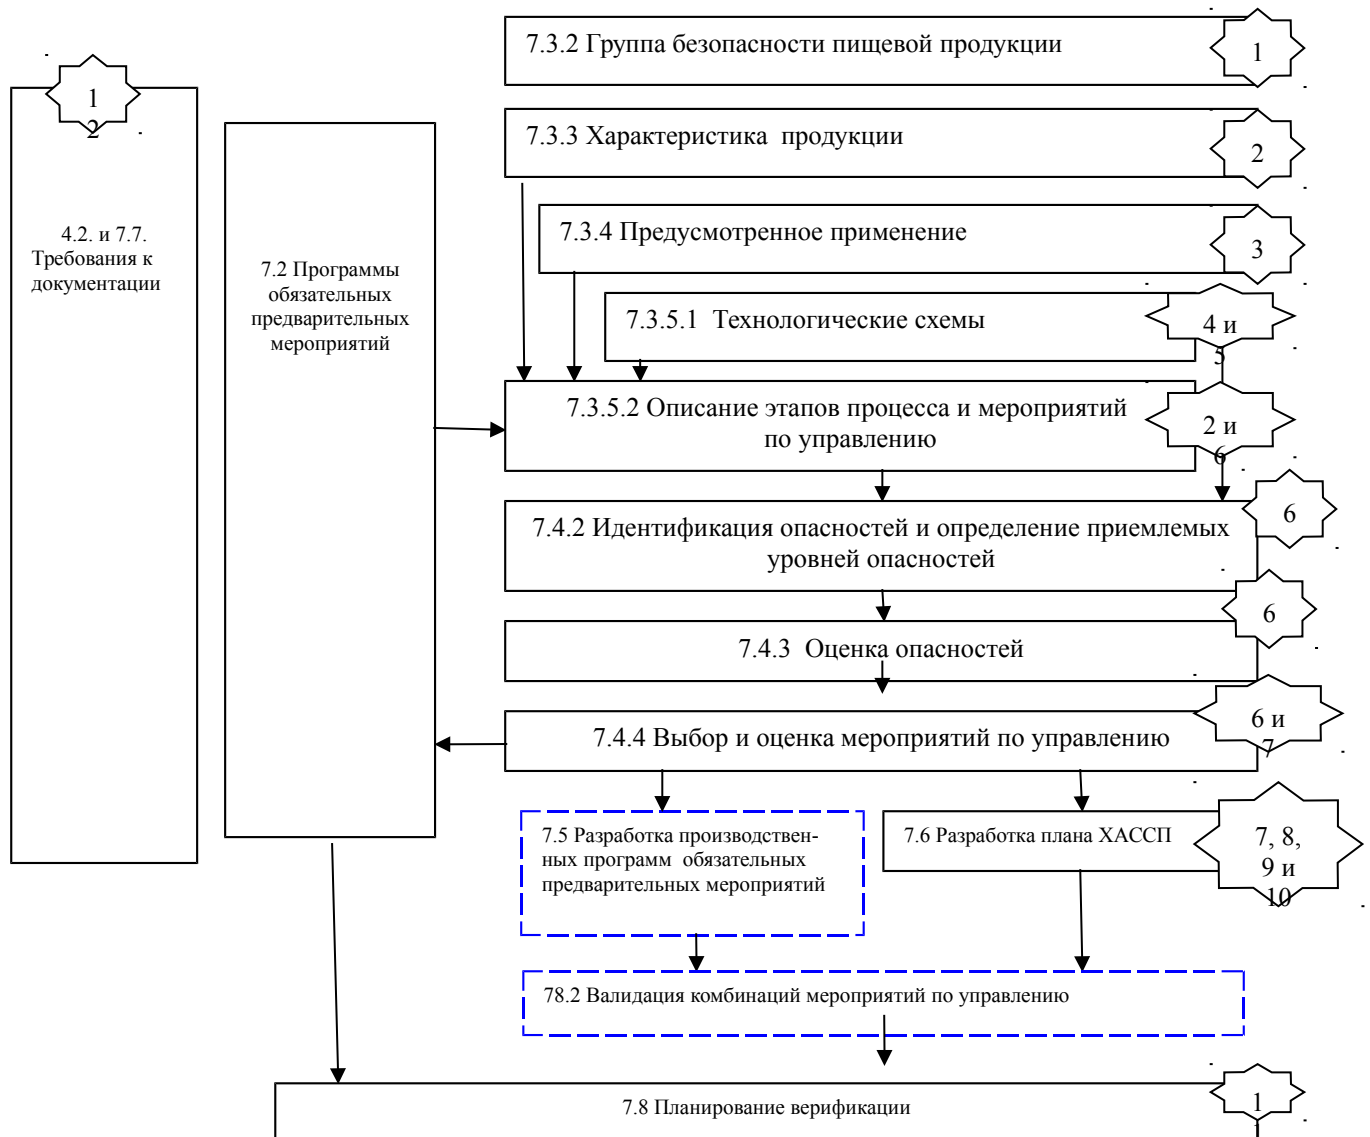 7.3.2 Группа безопасности пищевой продукции
1
1
2
7.3.3 Характеристика продукции
2
4.2. и 7.7.
Требования к
документации
7.2 Программы
обязательных
предварительных
мероприятий
7.3.4 Предусмотренное применение
3
7.3.5.1 Технологические схемы
4 и
5
7.3.5.2 Описание этапов процесса и мероприятий
по управлению
2 и
6
7.4.2 Идентификация опасностей и определение приемлемых
уровней опасностей
6
7.4.3 Оценка опасностей
6
7.4.4 Выбор и оценка мероприятий по управлению
6 и
7
7.5 Разработка производствен-
ных программ обязательных
предварительных мероприятий
7.6 Разработка плана ХАССП
7, 8,
9 и
10
78.2 Валидация комбинаций мероприятий по управлению
7.8 Планирование верификации
1